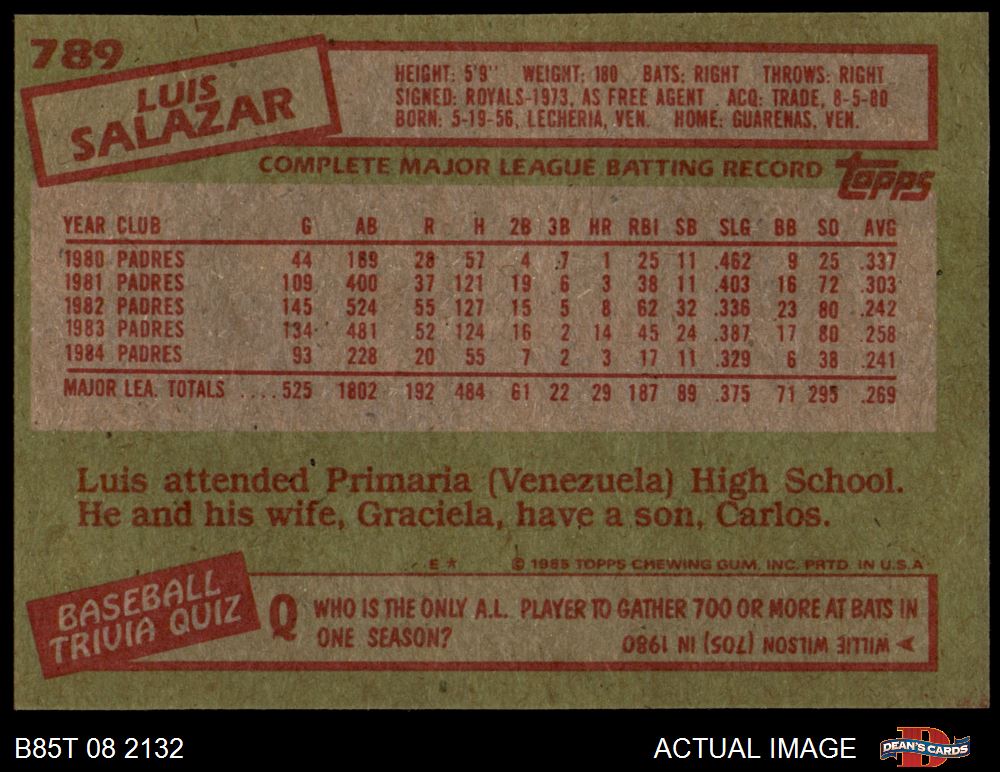 789
LUIS
SALAZAR
HEIGHT: 5'9" WEIGHT: 180 BATS: RIGHT THROWS: RIGHT
SIGNED: ROYALS-1973, AS FREE AGENT ACQ: TRADE, 8-5-80
BORN: 5-19-56, LECHERIA, VEN. HOME: GUARENAS, VEN.
COMPLETE MAJOR LEAGUE BATTING RECORD topps
YEAR CLUB G AB R H 2B 3B HR RBI SB SLG BB SO AVG
1980 PADRES 44 169 28 57 4 .7 1 25 11 .462 9 25 .337
1981 PADRES 109 400 37 121 19 6 3 38 11 .403 16 72 .303
1982 PADRES 145 524 55 127 15 5 8 62 32 .336 23 80 .242
1983 PADRES 134 481 52 124 16 2 14 45 24 .387 17 80 .258
1984 PADRES 93 228 20 55 7 2 3 17 11 .329 6 38 .241
MAJOR LEA. TOTALS ....525 1802 192 484 61 22 29 187 89 .375 71 295 .269
Luis attended Primaria (Venezuela) High School.
He and his wife, Graciela, have a son, Carlos.
E * © 1985 TOPPS CHEWING GUM, INC. PRTD. IN U.S.A
BASEBALL
TRIVIA QUIZ
Q WHO IS THE ONLY A.L. PLAYER TO GATHER 700 OR MORE AT BATS IN
ONE SEASON?
WILLIE WILSON (705) IN 1980
B85T 08 2132 ACTUAL IMAGE DEAN'S CARDS